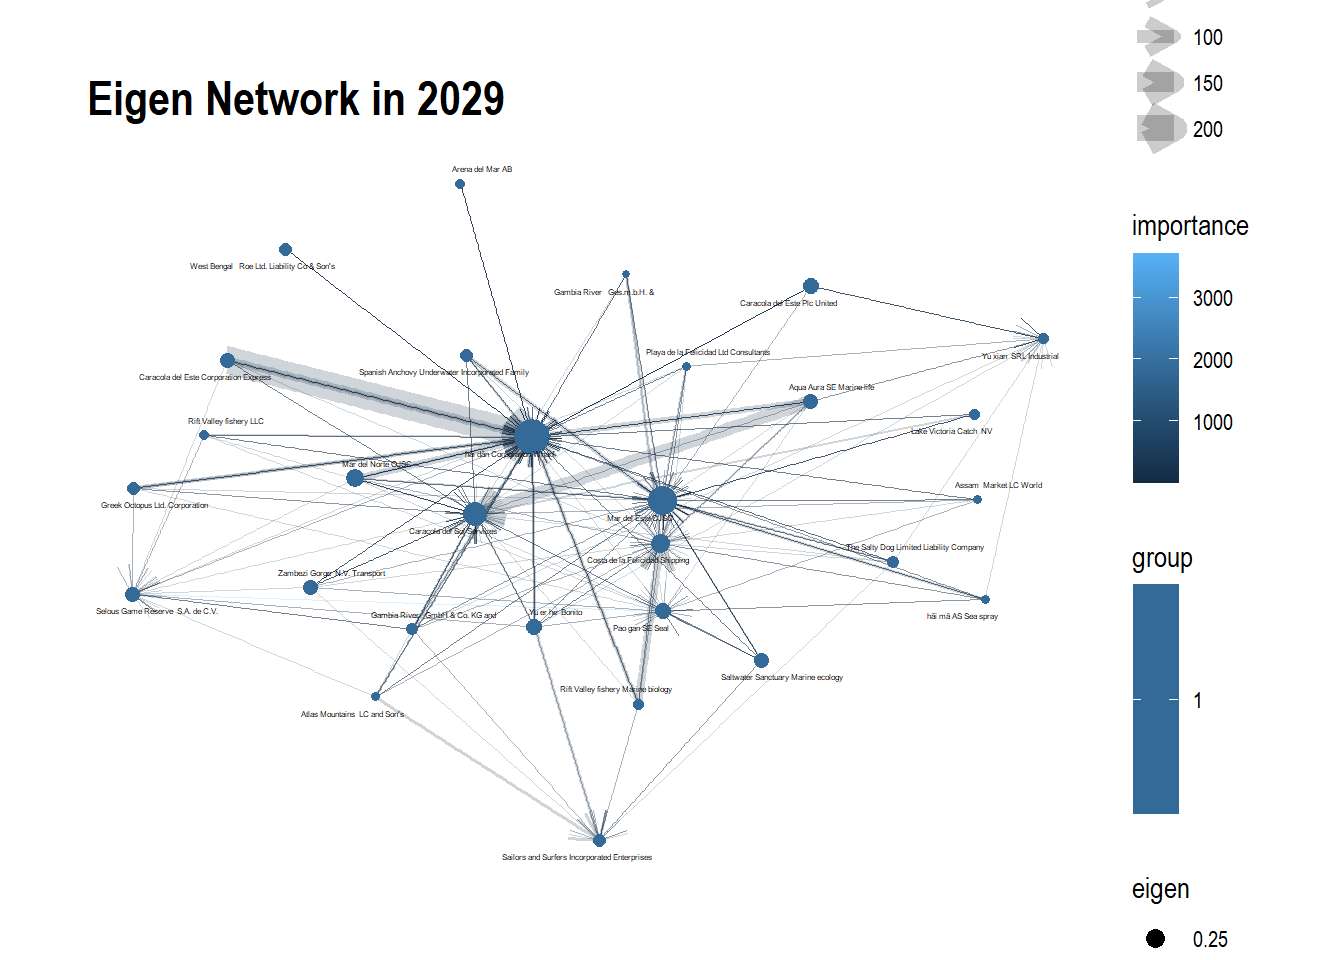 100
150
Eigen Network in 2029
200
Arena del Mar AB
importance
West Bengal Roe Ltd. Liability Co & Son's
Gambia River Ges.m.b.H. &
3000
Caracola del Este Plc United
Playa de la Felicidad Ltd Consultants
Yu xian SRL Industrial
2000
Spanish Anchovy Underwater Incorporated Family
Caracola del Este Corporation Express
Aqua Aura SE Marine life
Rift Valley fishery LLC
1000
Lake Victoria Catch NV
hai dan Corporation Wharf
Mar del Norte OJSC
Assam Market LC World
Greek Octopus Ltd. Corporation
Mar del Este CJSC
Caracola del Sol Services
The Salty Dog Limited Liability Company
Costa de la Felicidad Shipping
group
Zambezi Gorge N.V. Transport
Selous Game Reserve S.A. de C.V.
Yu er he Bonito
Gambia River GmbH & Co. KG and
hǎi mǎ AS Sea spray
Pao gan SE Seal
Saltwater Sanctuary Marine ecology
Rift Valley fishery Marine biology
1
Atlas Mountains LC and Son's
Sailors and Surfers Incorporated Enterprises
eigen
0.25